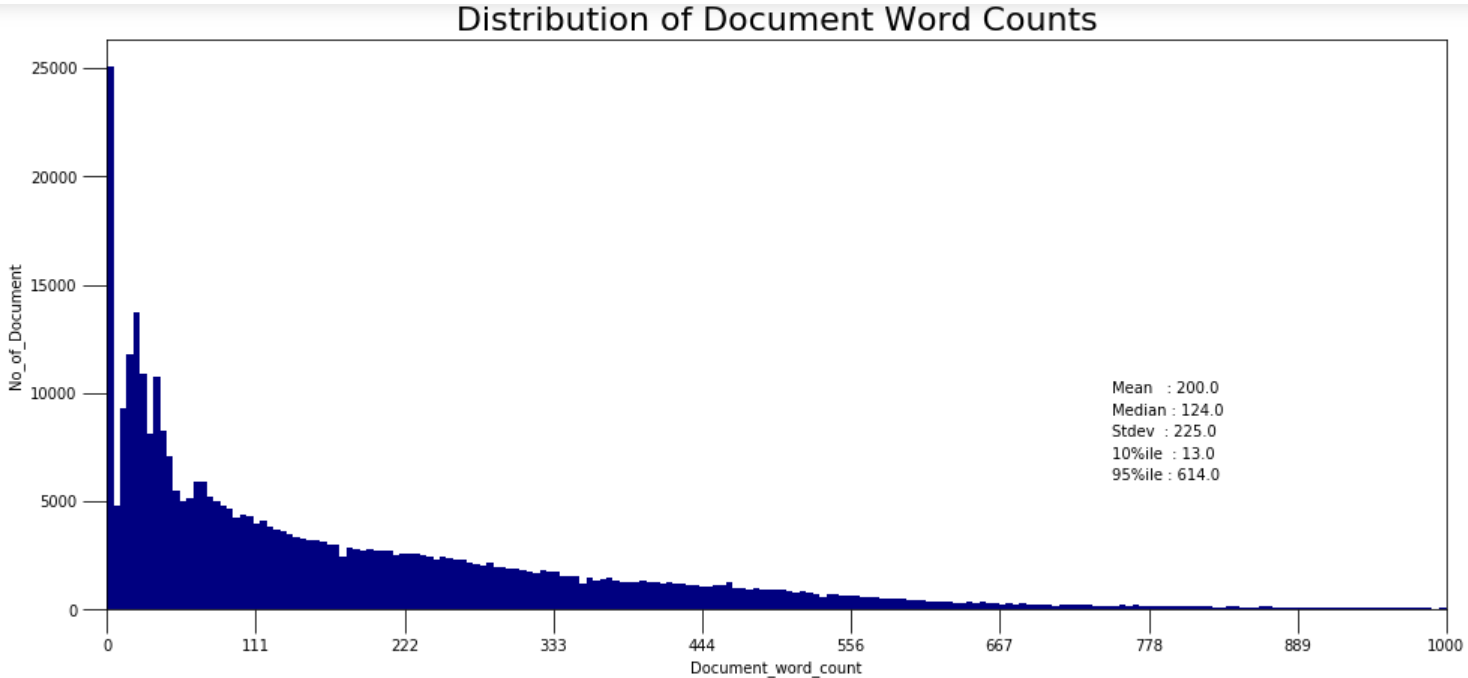 Distribution of Document Word Counts
25000
20000
15000
10000
5000
0
No_of_Document
Mean : 200.0
Median : 124.0
Stdev : 225.0
10%ile : 13.0
95%ile : 614.0
0 111 222 333 444 556 667 778 889 1000
Document_word_count